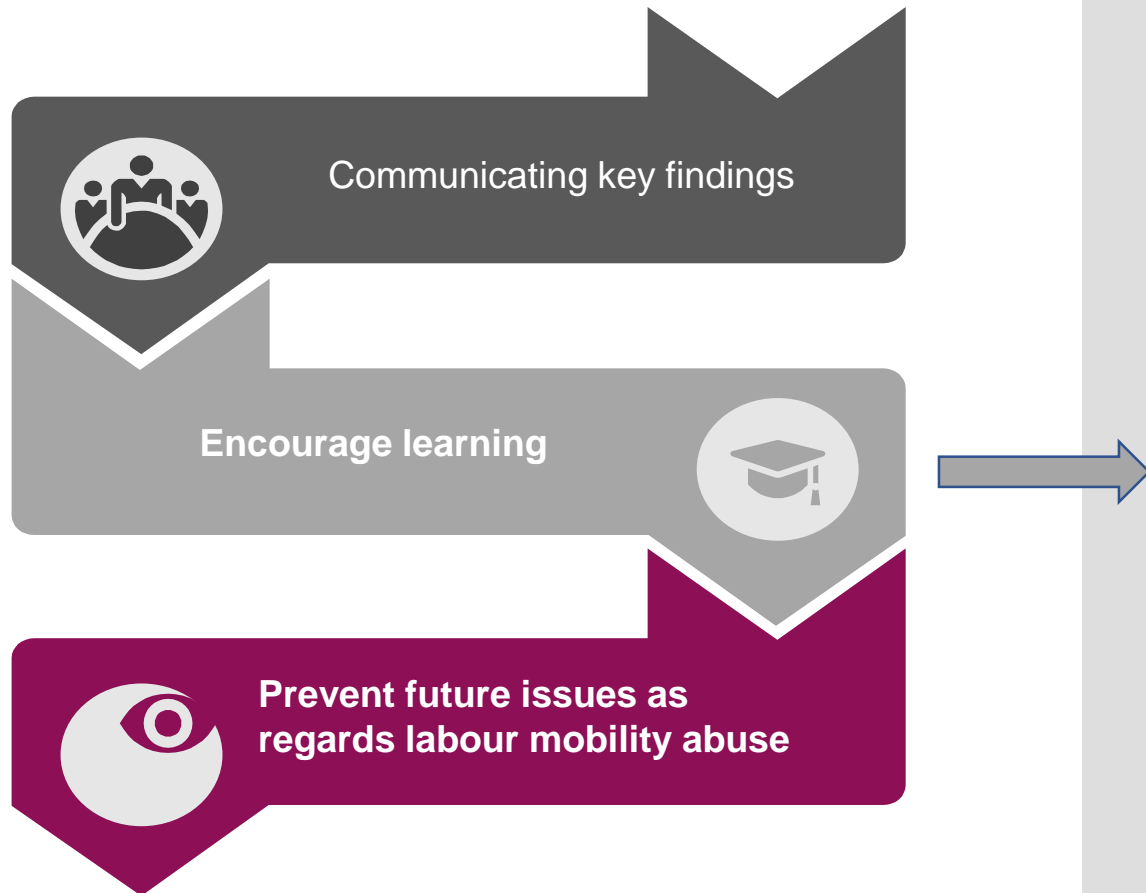 Communicating key findings
Encourage learning
Prevent future issues as
regards labour mobility abuse